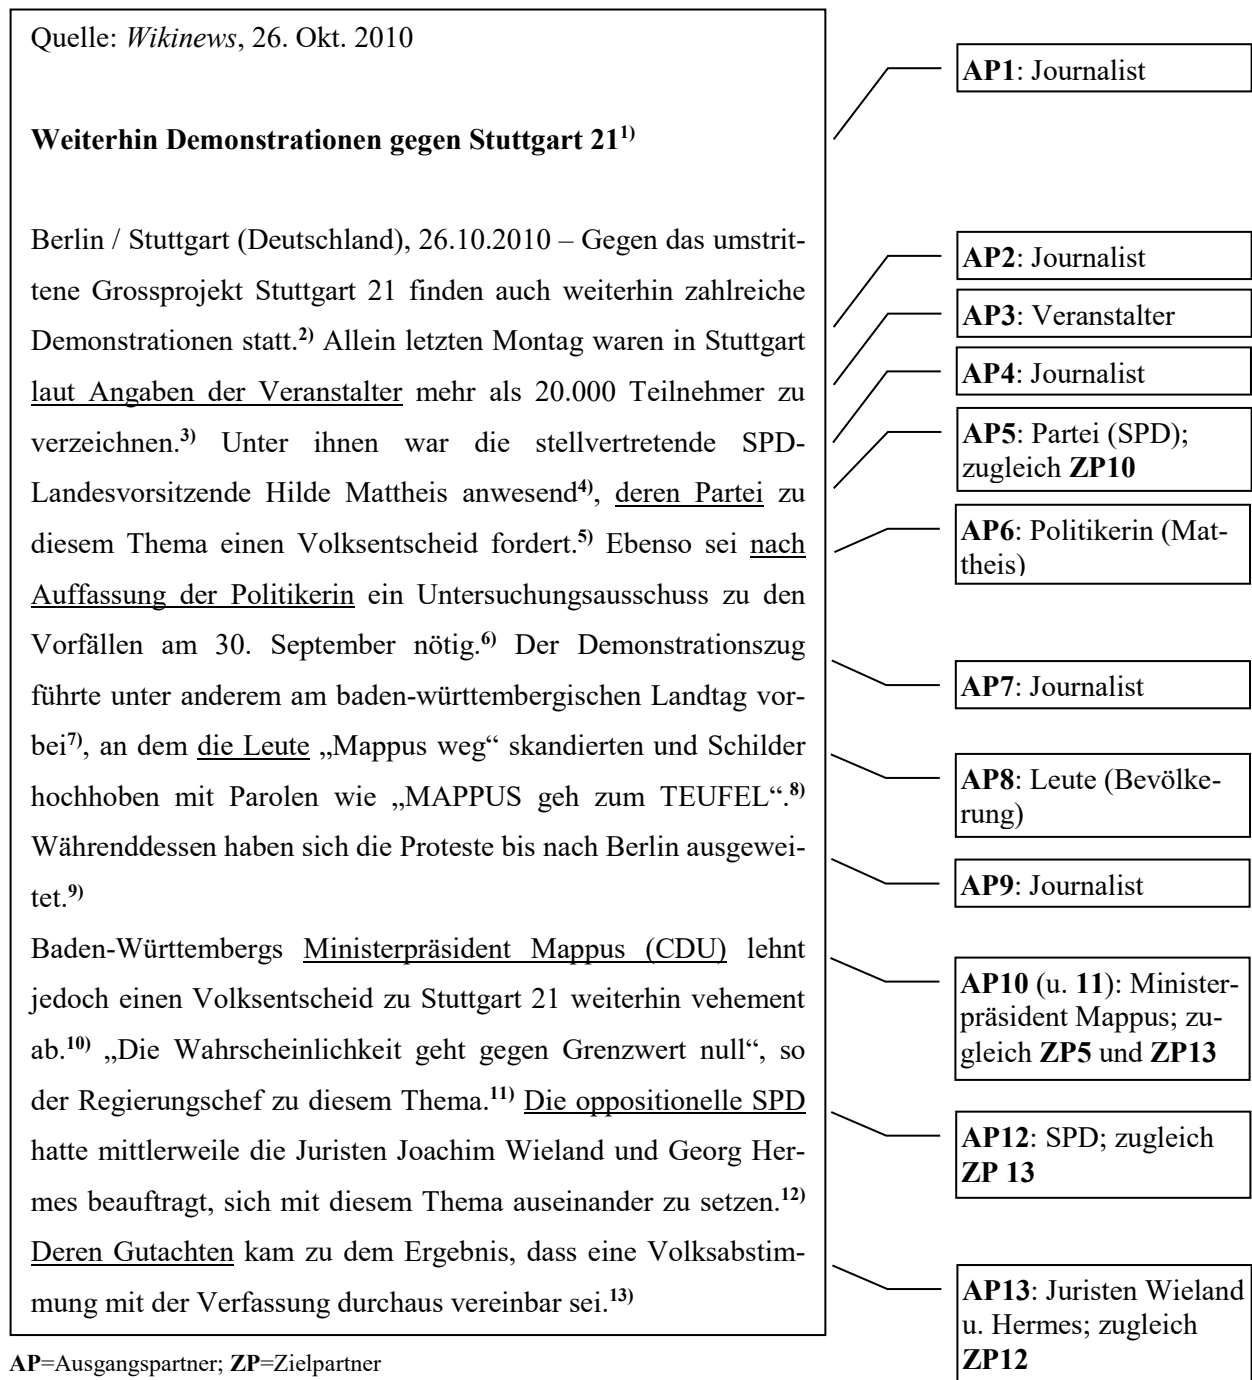 Quelle: Wikinews, 26. Okt. 2010
Weiterhin Demonstrationen gegen Stuttgart 21¹⁾
Berlin / Stuttgart (Deutschland), 26.10.2010 – Gegen das umstrit-
tene Grossprojekt Stuttgart 21 finden auch weiterhin zahlreiche
Demonstrationen statt.²⁾ Allein letzten Montag waren in Stuttgart
laut Angaben der Veranstalter mehr als 20.000 Teilnehmer zu
verzeichnen.³⁾ Unter ihnen war die stellvertretende SPD-
Landesvorsitzende Hilde Mattheis anwesend⁴⁾, deren Partei zu
diesem Thema einen Volksentscheid fordert.⁵⁾ Ebenso sei nach
Auffassung der Politikerin ein Untersuchungsausschuss zu den
Vorfällen am 30. September nötig.⁶⁾ Der Demonstrationszug
führte unter anderem am baden-württembergischen Landtag vor-
bei⁷⁾, an dem die Leute „Mappus weg“ skandierten und Schilder
hochhoben mit Parolen wie „MAPPUS geh zum TEUFEL“.⁸⁾
Währenddessen haben sich die Proteste bis nach Berlin ausgewei-
tet.⁹⁾
Baden-Württembergs Ministerpräsident Mappus (CDU) lehnt
jedoch einen Volksentscheid zu Stuttgart 21 weiterhin vehement
ab.¹⁰⁾ „Die Wahrscheinlichkeit geht gegen Grenzwert null“, so
der Regierungschef zu diesem Thema.¹¹⁾ Die oppositionelle SPD
hatte mittlerweile die Juristen Joachim Wieland und Georg Her-
mes beauftragt, sich mit diesem Thema auseinander zu setzen.¹²⁾
Deren Gutachten kam zu dem Ergebnis, dass eine Volksabstim-
mung mit der Verfassung durchaus vereinbar sei.¹³⁾
AP1: Journalist
AP2: Journalist
AP3: Veranstalter
AP4: Journalist
AP5: Partei (SPD);
zugleich ZP10
AP6: Politikerin (Mat-
theis)
AP7: Journalist
AP8: Leute (Bevölke-
rung)
AP9: Journalist
AP10 (u. 11): Minister-
präsident Mappus; zu-
gleich ZP5 und ZP13
AP12: SPD; zugleich
ZP 13
AP13: Juristen Wieland
u. Hermes; zugleich
ZP12
AP=Ausgangspartner; ZP=Zielpartner